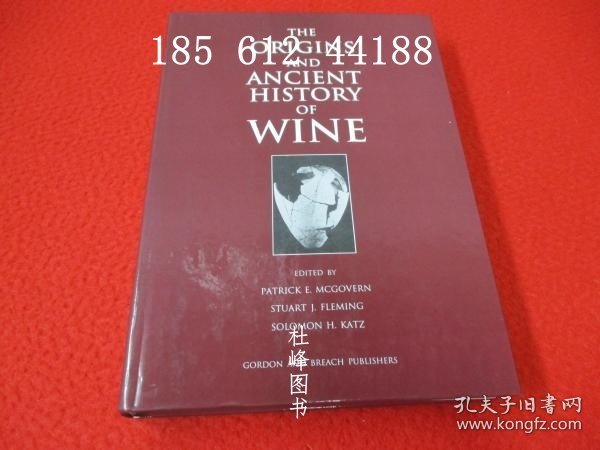 THE
185 612 44188
ORIGINS
AND
ANCIENT
HISTORY
OF
WINE
EDITED BY
PATRICK E. MCGOVERN
STUART J. FLEMING
SOLOMON H. KATZ
杜峰图书
GORDON AND BREACH PUBLISHERS
孔夫子旧书网
www.kongfz.com